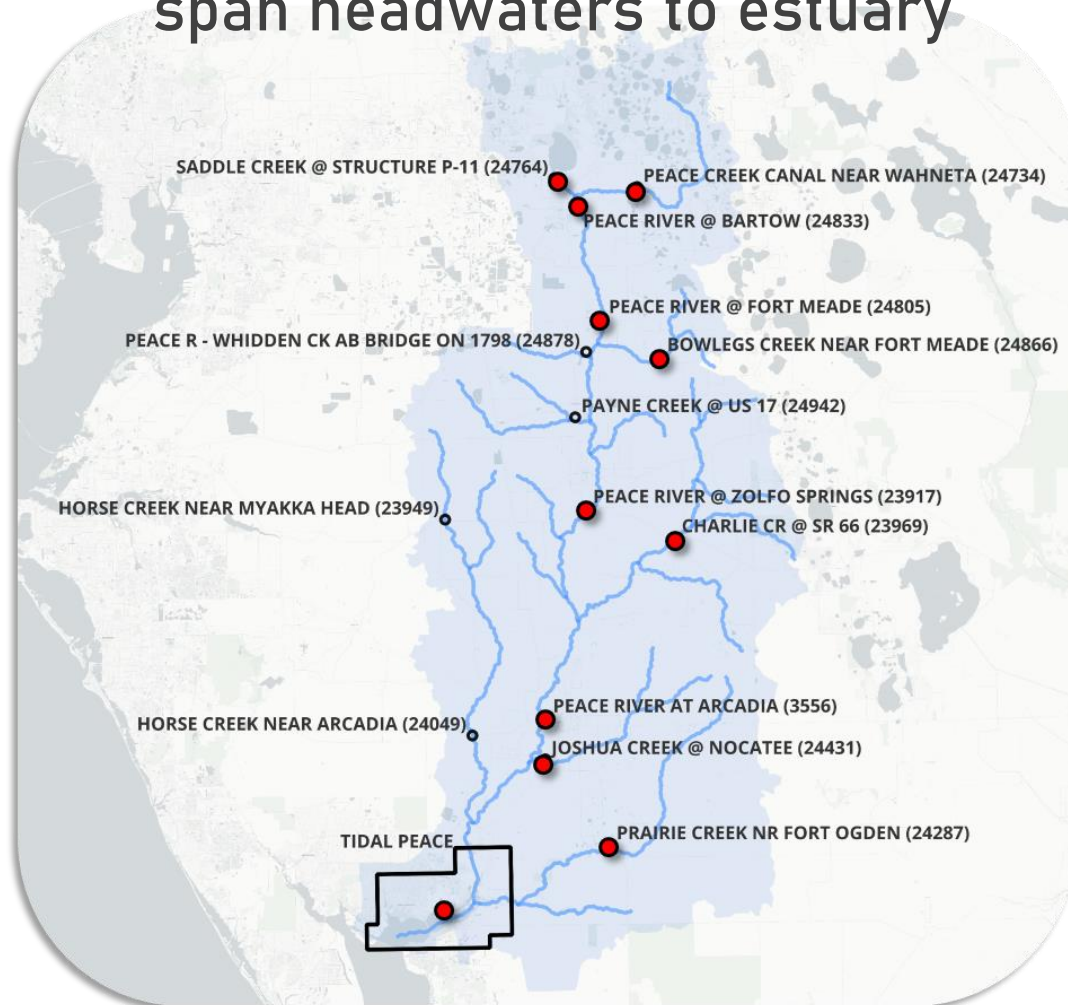 span headwaters to estuary
SADDLE CREEK @ STRUCTURE P-11 (24764)
PEACE CREEK CANAL NEAR WAHNETA (24734)
PEACE RIVER @ BARTOW (24833)
PEACE RIVER @ FORT MEADE (24805)
PEACE R - WHIDDEN CK AB BRIDGE ON 1798 (24878)
BOWLEGS CREEK NEAR FORT MEADE (24866)
PAYNE CREEK @ US 17 (24942)
PEACE RIVER @ ZOLFO SPRINGS (23917)
HORSE CREEK NEAR MYAKKA HEAD (23949)
CHARLIE CR @ SR 66 (23969)
PEACE RIVER AT ARCADIA (3556)
HORSE CREEK NEAR ARCADIA (24049)
JOSHUA CREEK @ NOCATEE (24431)
PRAIRIE CREEK NR FORT OGDEN (24287)
TIDAL PEACE